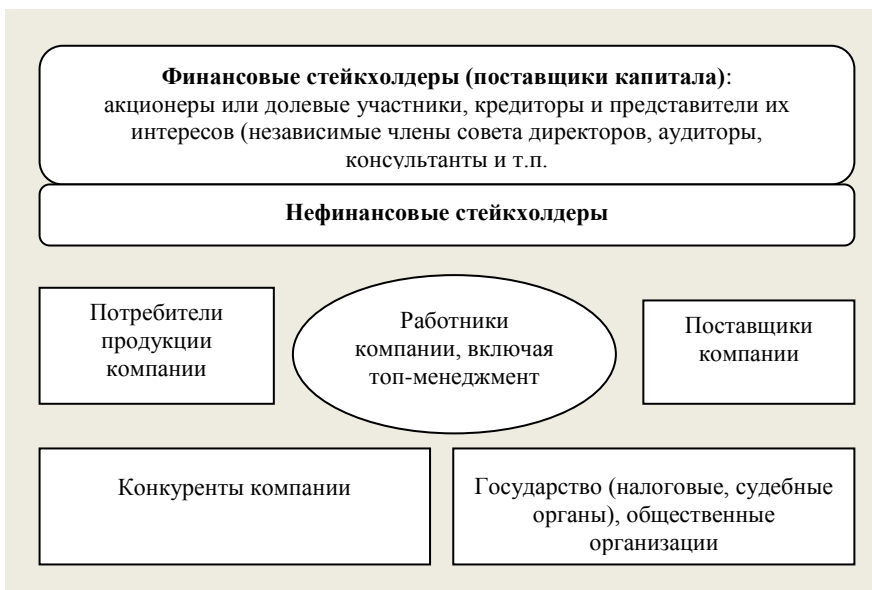 Финансовые стейкхолдеры (поставщики капитала):
акционеры или долевые участники, кредиторы и представители их
интересов (независимые члены совета директоров, аудиторы,
консультанты и т.п.
Нефинансовые стейкхолдеры
Потребители
продукции
компании
Работники
компании, включая
топ-менеджмент
Поставщики
компании
Конкуренты компании
Государство (налоговые, судебные
органы), общественные
организации